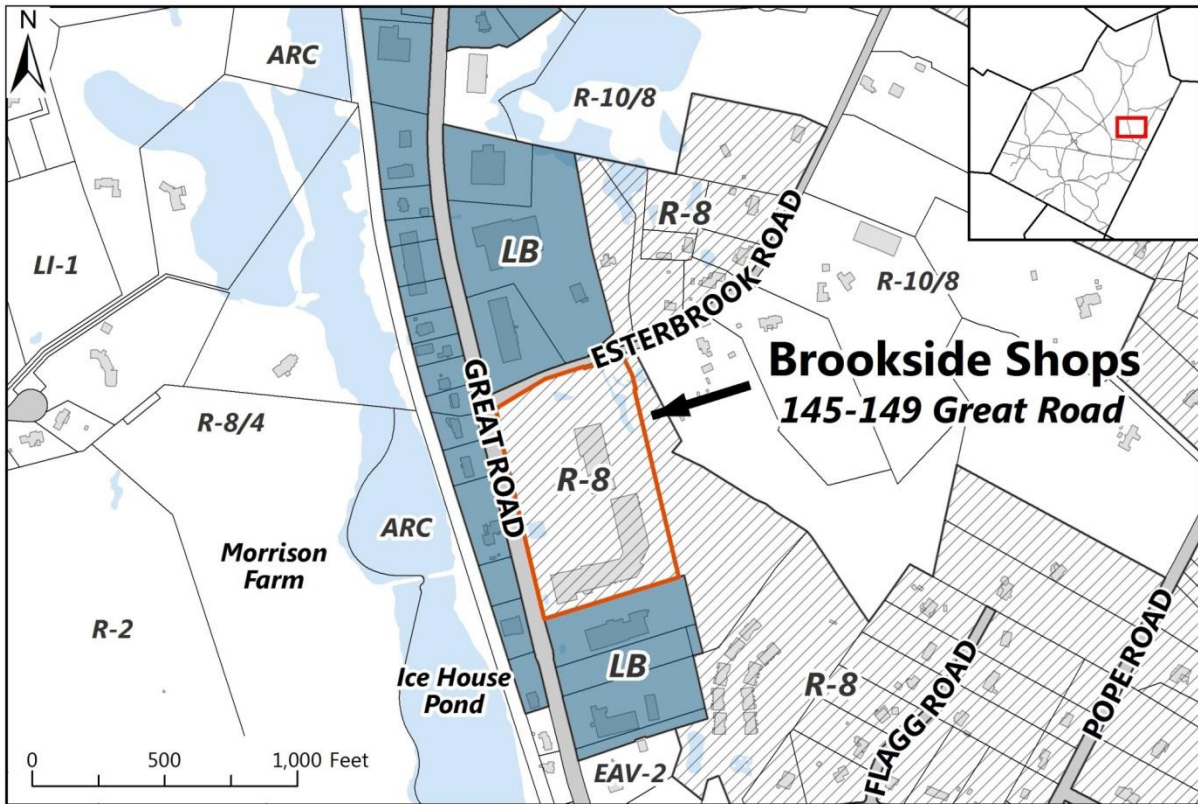 N
ARC
R-10/8
R-8
LI-1
LB
ESTERBROOK ROAD
R-10/8
Brookside Shops
145-149 Great Road
GREAT ROAD
R-8/4
R-8
ARC
Morrison
Farm
R-2
Ice House
Pond
LB
R-8
FLAGG ROAD
POPE ROAD
0 500 1,000 Feet
EAV-2